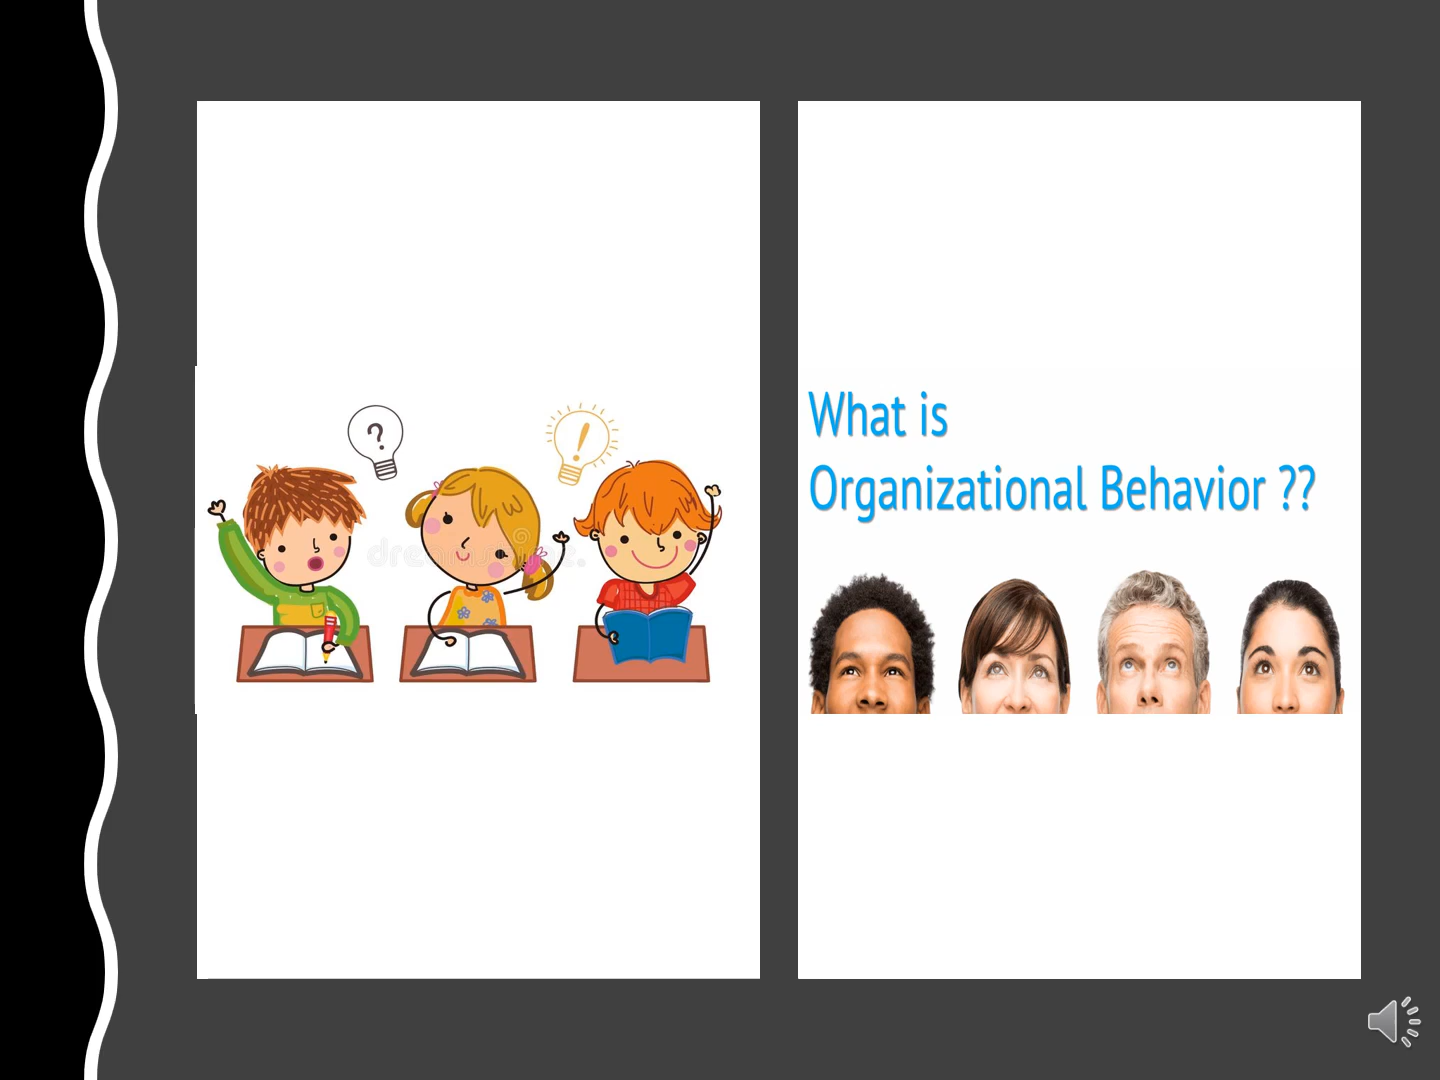 ?
!
What is
Organizational Behavior ??